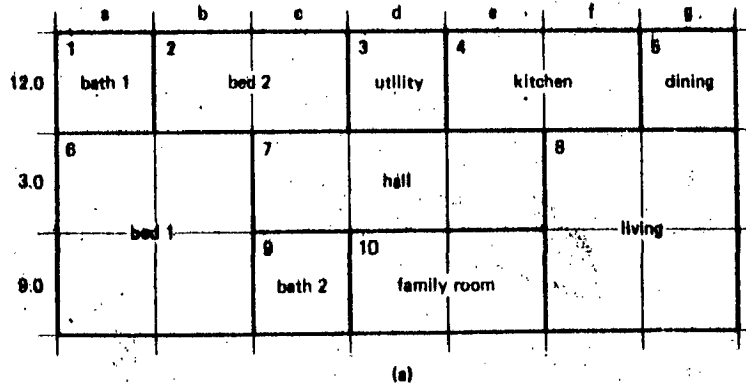 a b c d e f g
1 2 3 4 5
12.0 bath 1 bed 2 utility kitchen dining
6 7 8
3.0 hall
bed 1 living
9 10
9.0 bath 2 family room
(a)